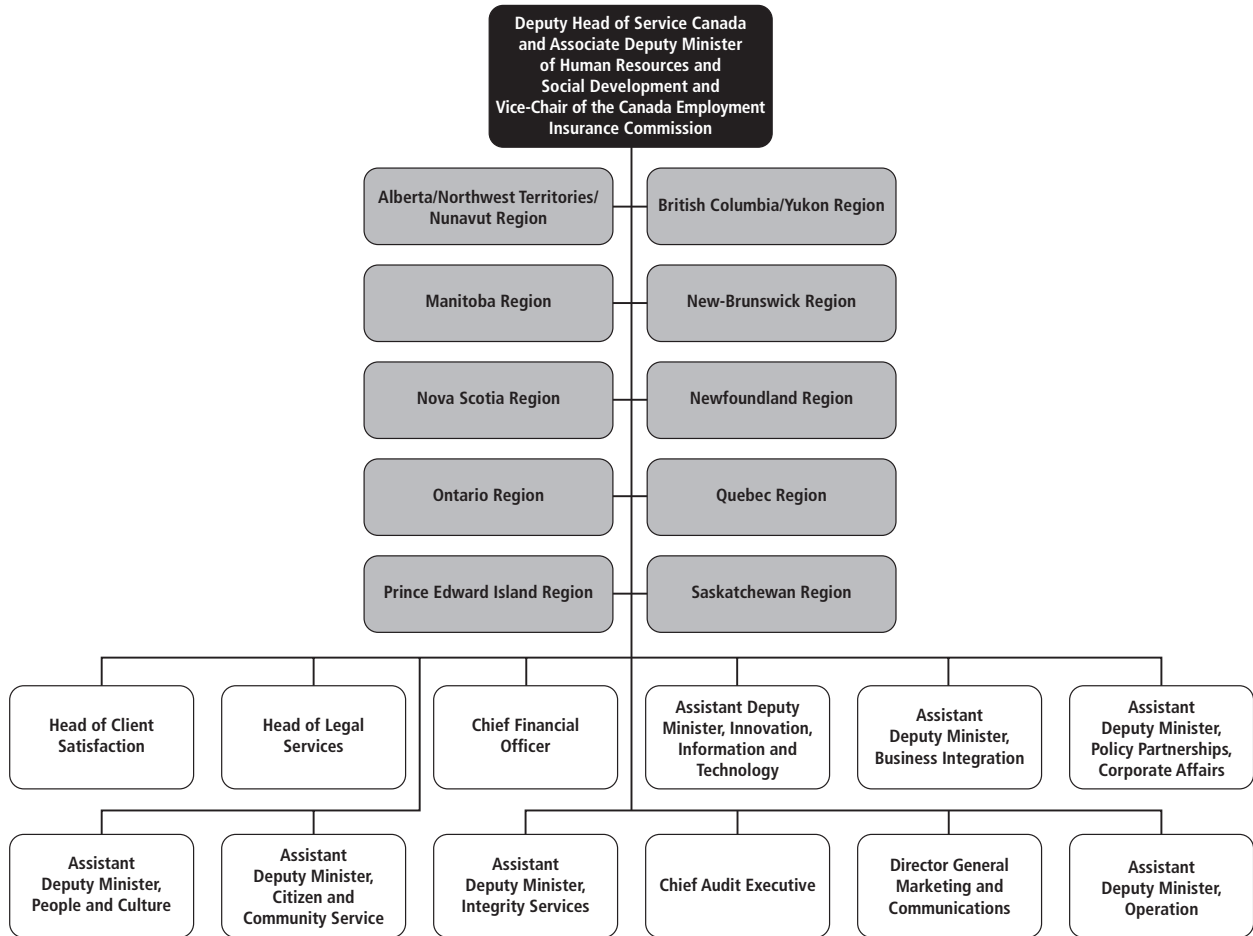 Deputy Head of Service Canada
and Associate Deputy Minister
of Human Resources and
Social Development and
Vice-Chair of the Canada Employment
Insurance Commission
Alberta/Northwest Territories/
Nunavut Region
British Columbia/Yukon Region
Manitoba Region
New-Brunswick Region
Nova Scotia Region
Newfoundland Region
Ontario Region
Quebec Region
Prince Edward Island Region
Saskatchewan Region
Head of Client
Satisfaction
Head of Legal
Services
Chief Financial
Officer
Assistant Deputy
Minister, Innovation,
Information and
Technology
Assistant
Deputy Minister,
Business Integration
Assistant
Deputy Minister,
Policy Partnerships,
Corporate Affairs
Assistant
Deputy Minister,
People and Culture
Assistant
Deputy Minister,
Citizen and
Community Service
Assistant
Deputy Minister,
Integrity Services
Chief Audit Executive
Director General
Marketing and
Communications
Assistant
Deputy Minister,
Operation